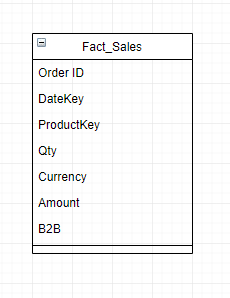 Fact_Sales
Order ID
DateKey
ProductKey
Qty
Currency
Amount
B2B